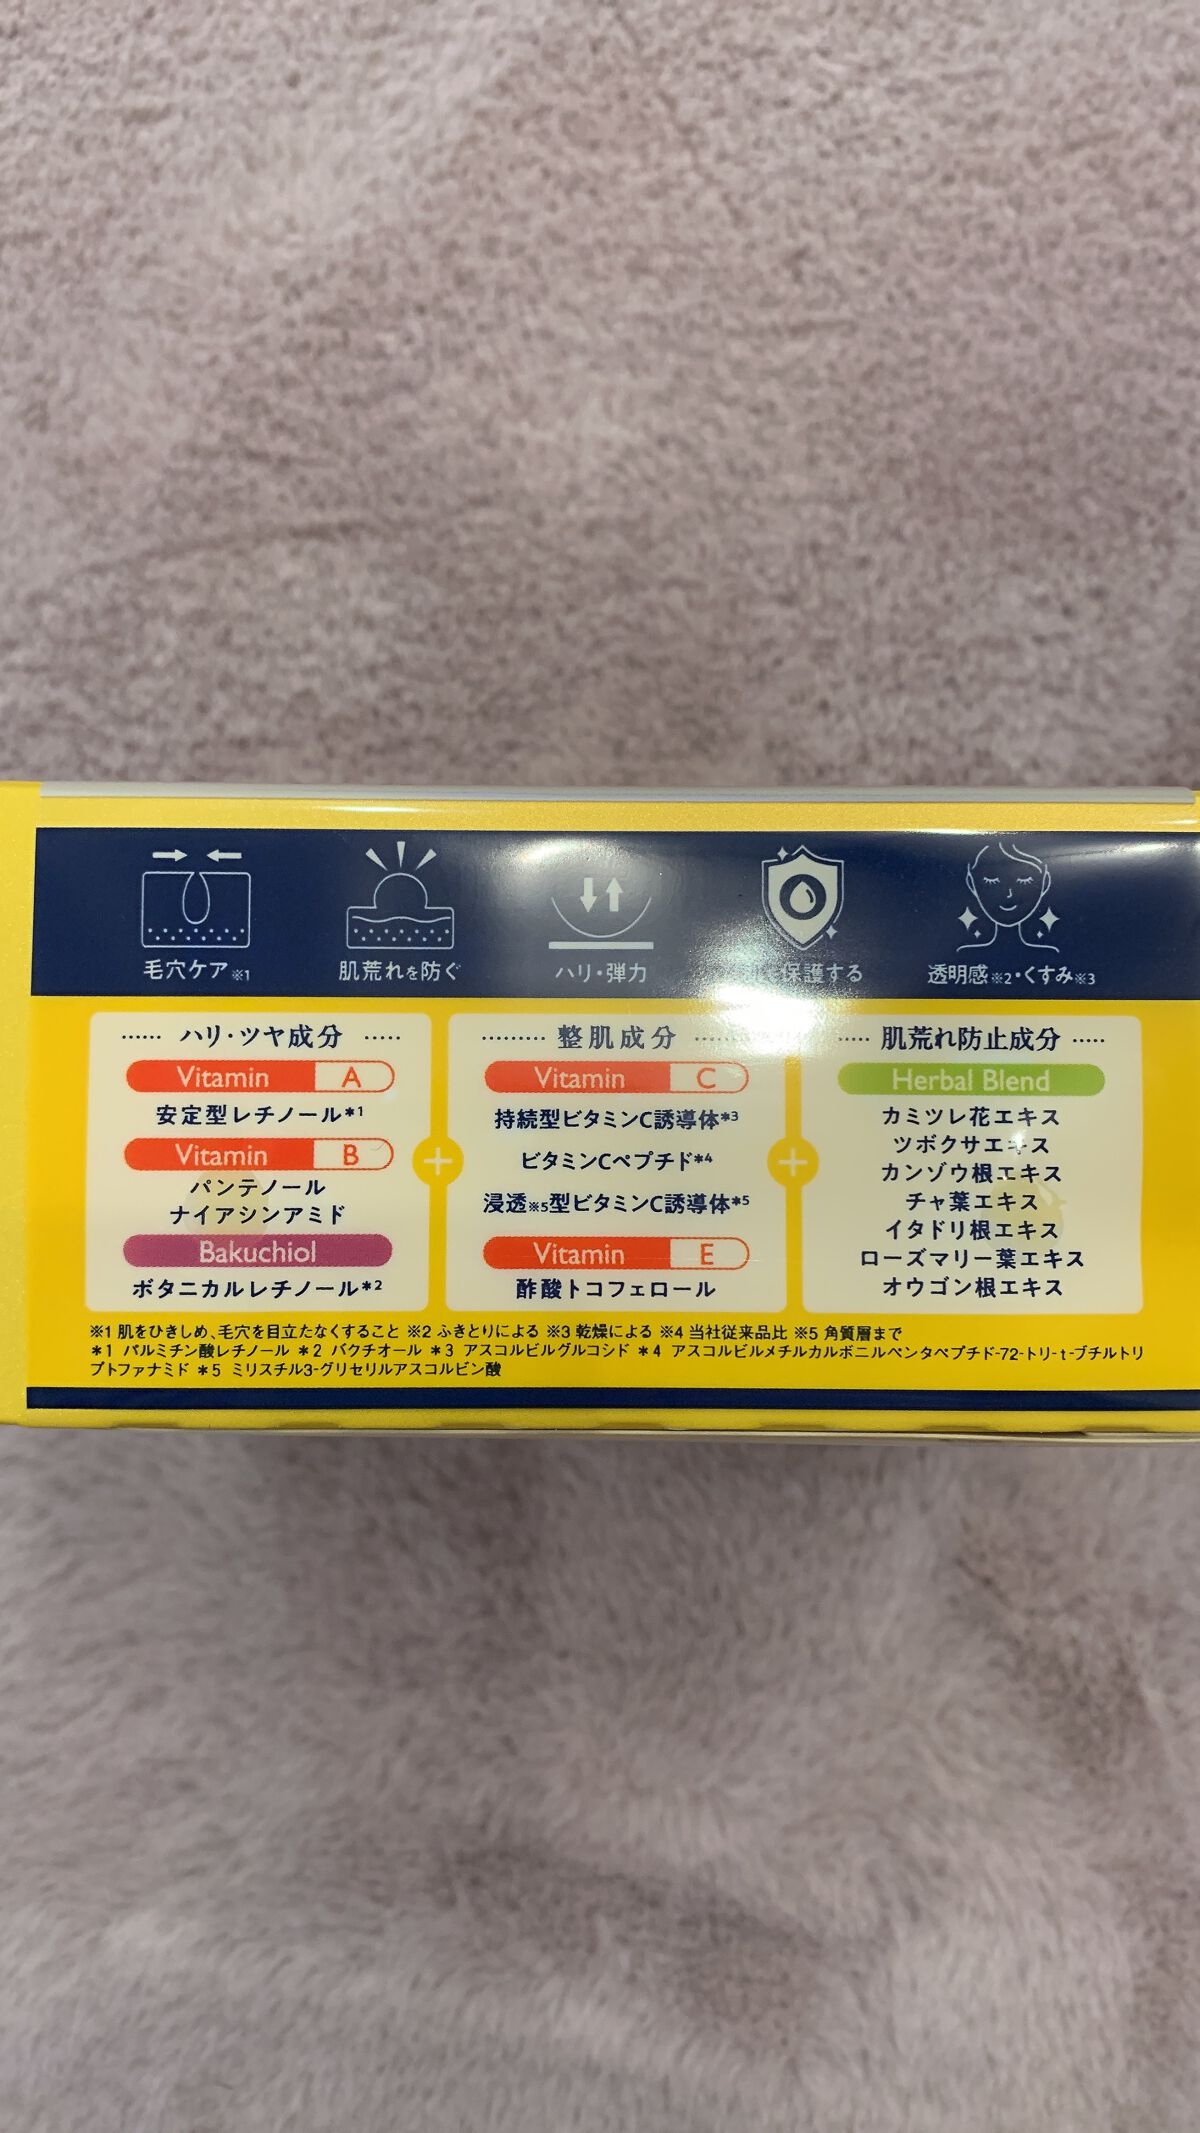 毛穴ケア※1
肌荒れを防ぐ
ハリ・弾力
保護する
透明感※2・くすみ※3
ハリ・ツヤ成分
Vitamin A
安定型レチノール*1
Vitamin B
パンテノール
ナイアシンアミド
Bakuchiol
ボタニカルレチノール*2
+
整肌成分
Vitamin C
持続型ビタミンC誘導体*3
ビタミンCペプチド*4
浸透※5型ビタミンC誘導体*5
Vitamin E
酢酸トコフェロール
+
肌荒れ防止成分
Herbal Blend
カミツレ花エキス
ツボクサエキス
カンゾウ根エキス
チャ葉エキス
イタドリ根エキス
ローズマリー葉エキス
オウゴン根エキス
※1 肌をひきしめ、毛穴を目立たなくすること ※2 ふきとりによる ※3 乾燥による ※4 当社従来品比 ※5 角質層まで
*1 パルミチン酸レチノール *2 バクチオール *3 アスコルビルグルコシド *4 アスコルビルメチルカルボニルペンタペプチド-72-トリ-t-ブチルトリ
プトファナミド *5 ミリスチル3-グリセリルアスコルビン酸